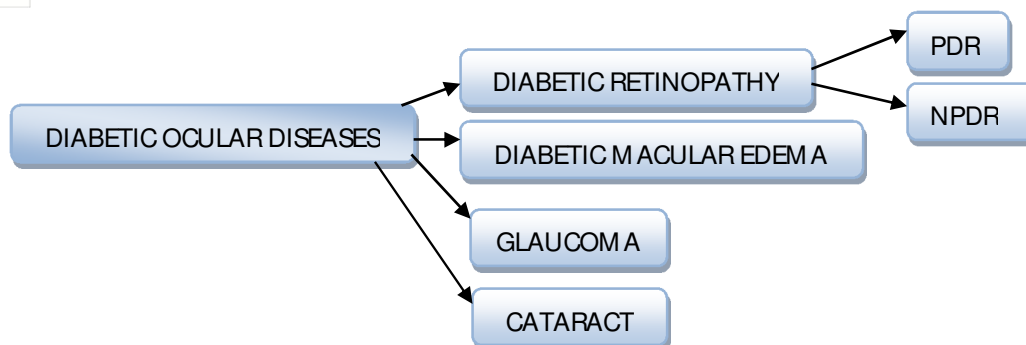 PDR
DIABETIC RETINOPATHY
NPDR
DIABETIC OCULAR DISEASES
DIABETIC MACULAR EDEMA
GLAUCOMA
CATARACT